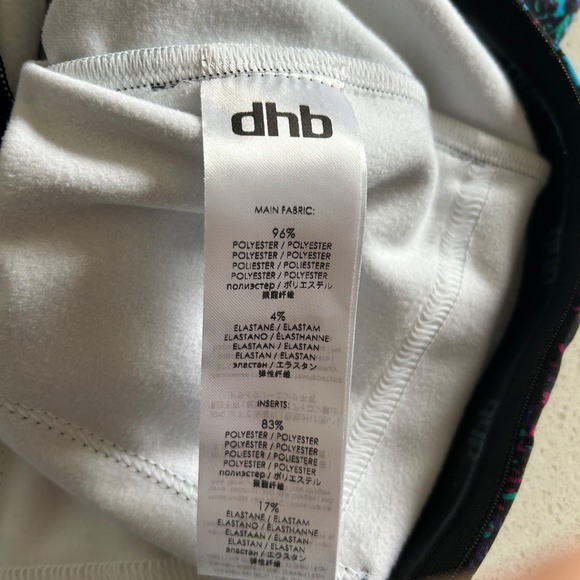 dhb
MAIN FABRIC:
96%
POLYESTER / POLYESTER
POLYESTER / POLYESTER
POLIESTER / POLIESTERE
POLYESTER / POLYESTER
полиэстер / ポリエステル
聚酯纤维
4%
ELASTANE / ELASTAM
ELASTANO / ELASTHANNE
ELASTAAN / ELASTAN
ELASTAN / ELASTAN
эластан / エラスタン
弹性纤维
INSERTS:
83%
POLYESTER / POLYESTER
POLYESTER / POLYESTER
POLIESTER / POLIESTERE
POLYESTER / POLYESTER
полиэстер / ポリエステル
聚酯纤维
17%
ELASTANE / ELASTAM
ELASTANO / ELASTHANNE
ELASTAAN / ELASTAN
ELASTAN / ELASTAN
эластан / エラスタン
弹性纤维